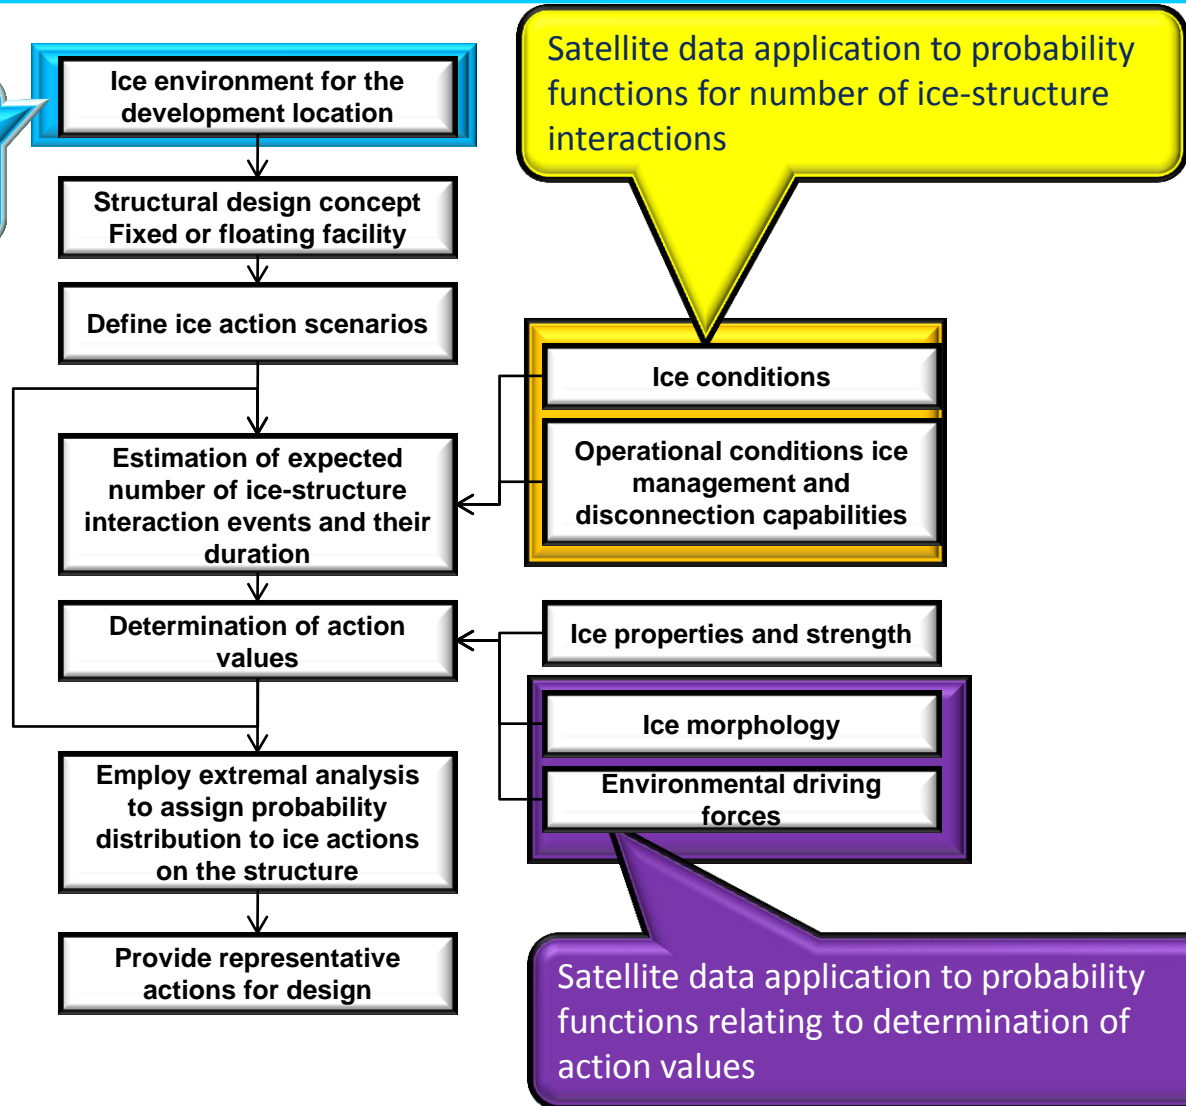 Ice environment for the
development location
Satellite data application to probability
functions for number of ice-structure
interactions
Structural design concept
Fixed or floating facility
Define ice action scenarios
Ice conditions
Operational conditions ice
management and
disconnection capabilities
Estimation of expected
number of ice-structure
interaction events and their
duration
Determination of action
values
Ice properties and strength
Ice morphology
Environmental driving
forces
Employ extremal analysis
to assign probability
distribution to ice actions
on the structure
Provide representative
actions for design
Satellite data application to probability
functions relating to determination of
action values